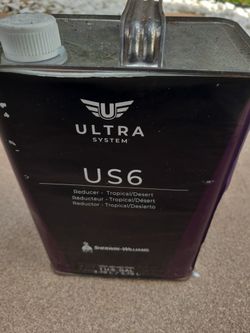 U
ULTRA
SYSTEM
US6
Reducer - Tropical/Desert
Réducteur - Tropical/Désert
Reductor - Tropical/Desierto
SHERWIN-WILLIAMS